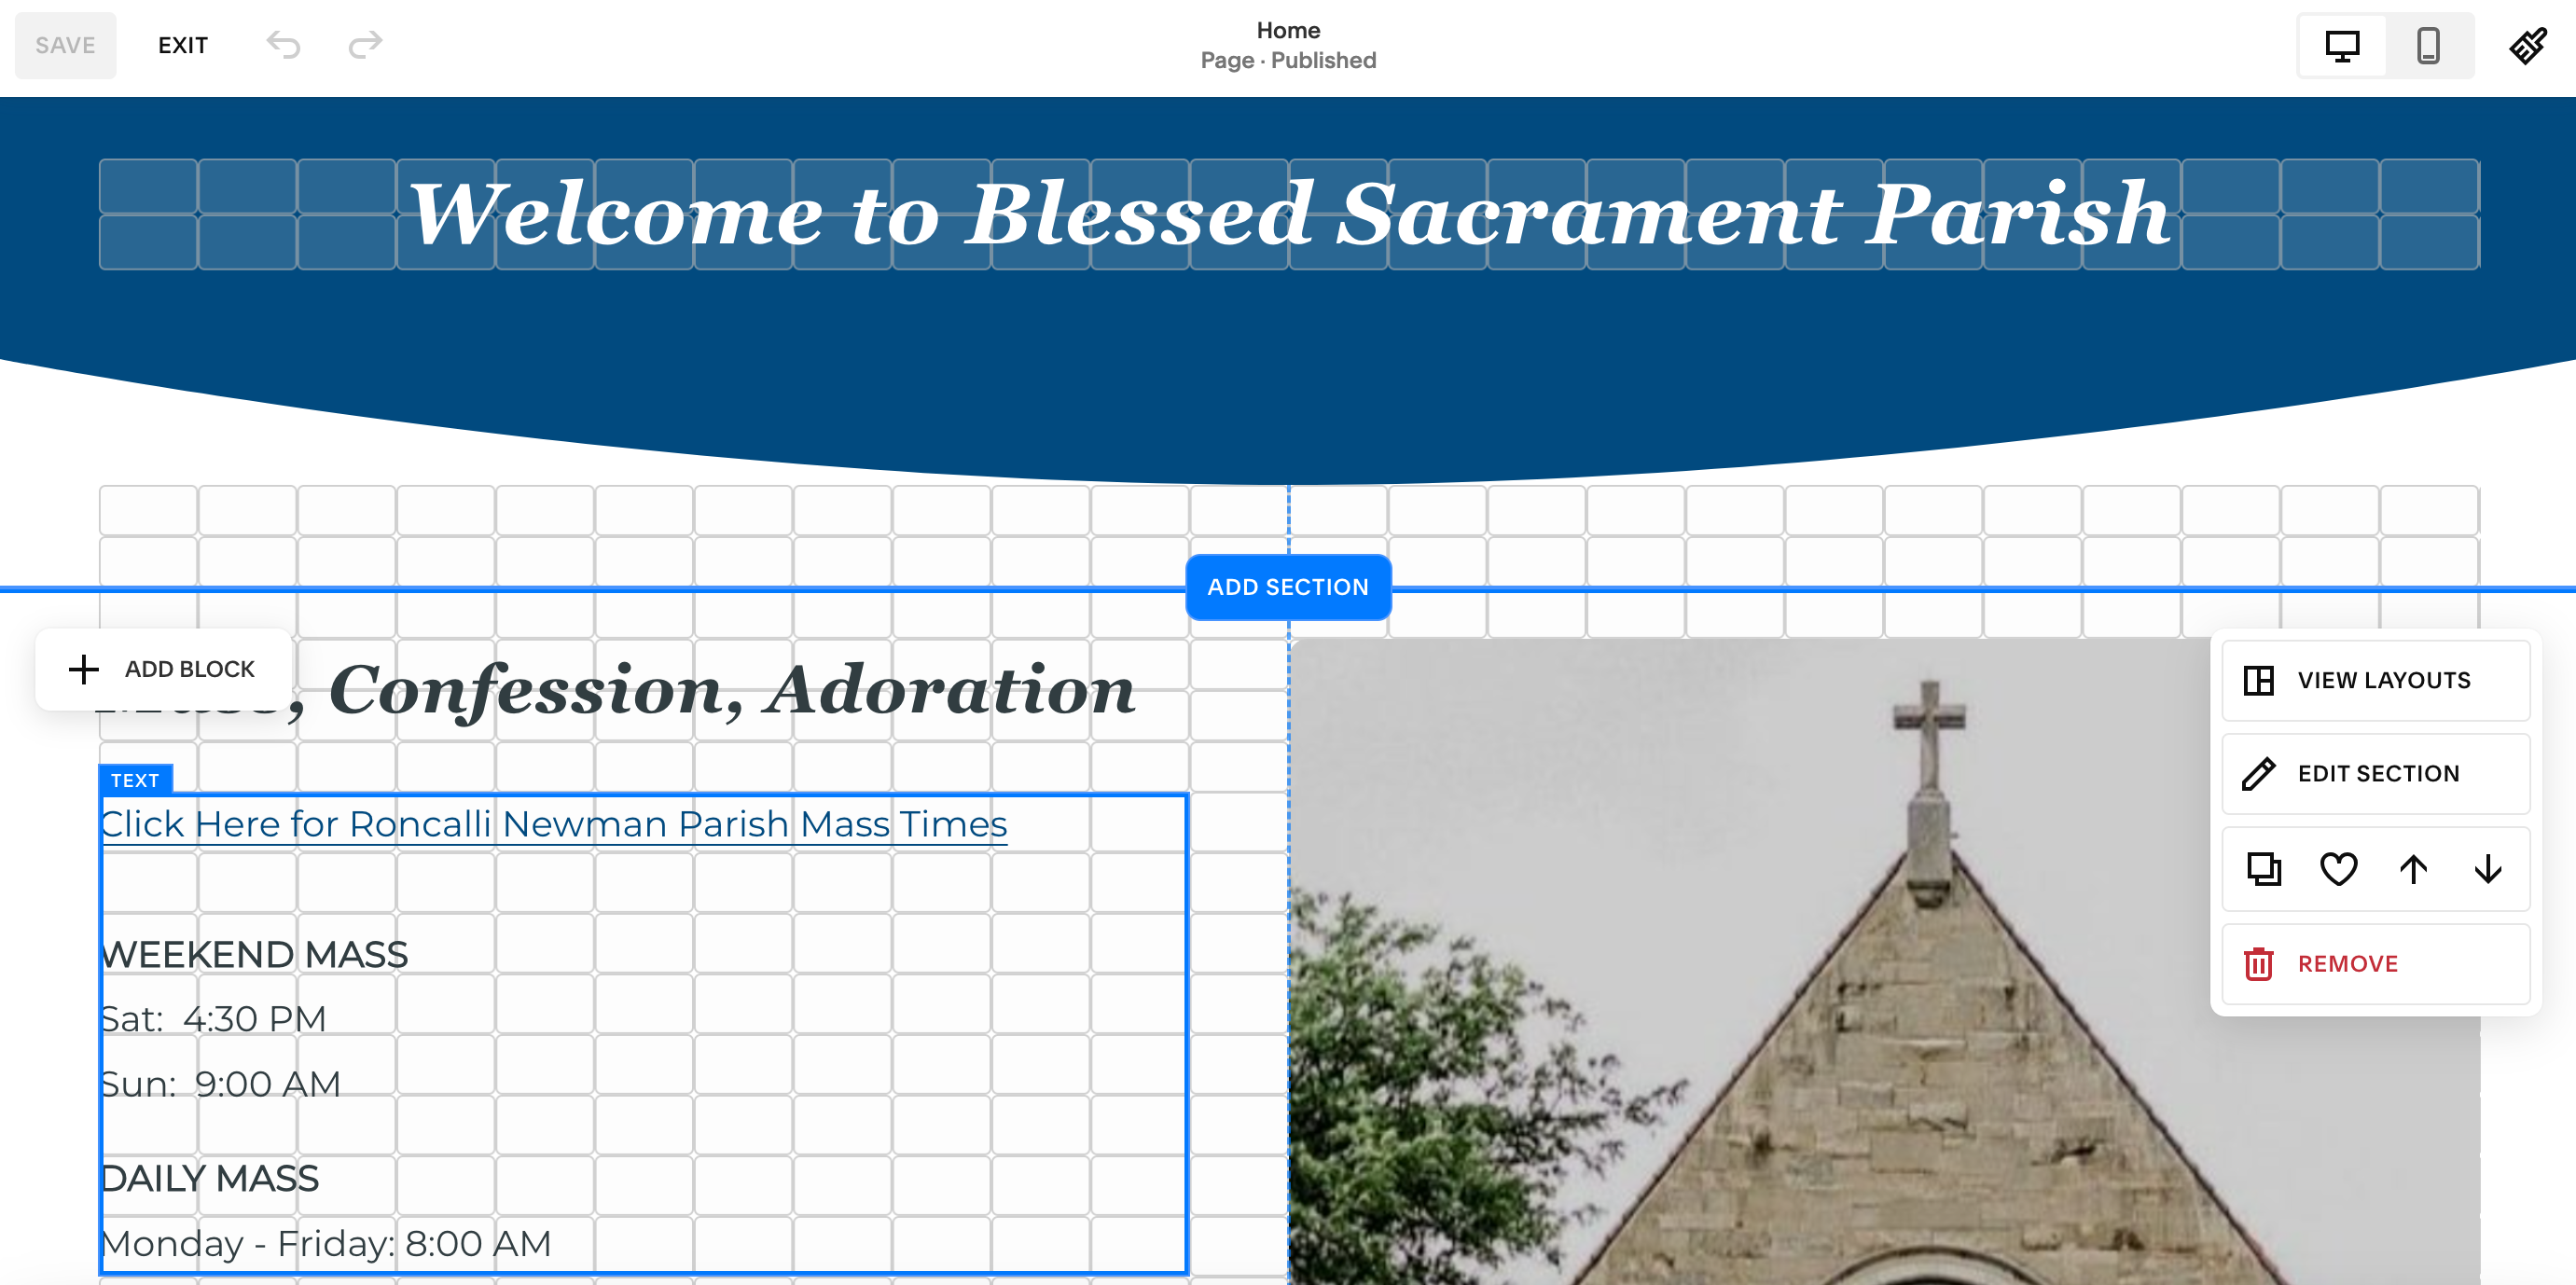 SAVE EXIT
Home
Page · Published
Welcome to Blessed Sacrament Parish
ADD SECTION
ADD BLOCK
, Confession, Adoration
VIEW LAYOUTS
EDIT SECTION
REMOVE
TEXT
Click Here for Roncalli Newman Parish Mass Times
WEEKEND MASS
Sat: 4:30 PM
Sun: 9:00 AM
DAILY MASS
Monday - Friday: 8:00 AM